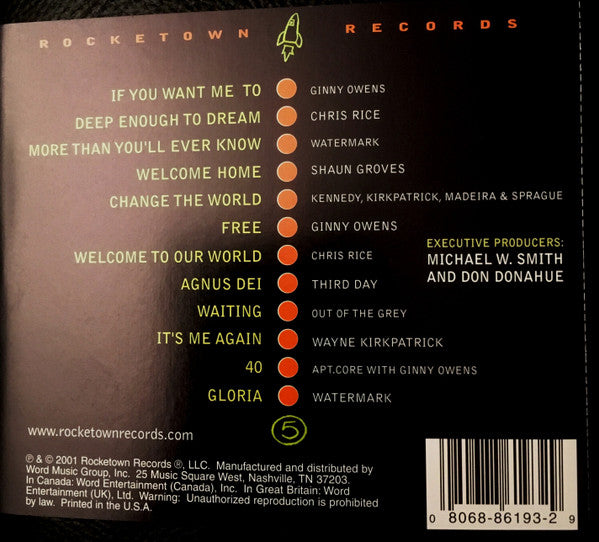 ROCKETOWN RECORDS
IF YOU WANT ME TO GINNY OWENS
DEEP ENOUGH TO DREAM CHRIS RICE
MORE THAN YOU'LL EVER KNOW WATERMARK
WELCOME HOME SHAUN GROVES
CHANGE THE WORLD KENNEDY, KIRKPATRICK, MADEIRA & SPRAGUE
FREE GINNY OWENS
WELCOME TO OUR WORLD CHRIS RICE
AGNUS DEI THIRD DAY
WAITING OUT OF THE GREY
IT'S ME AGAIN WAYNE KIRKPATRICK
40 APT.CORE WITH GINNY OWENS
GLORIA WATERMARK
EXECUTIVE PRODUCERS:
MICHAEL W. SMITH
AND DON DONAHUE
5
www.rocketownrecords.com
℗ & © 2001 Rocketown Records ®, LLC. Manufactured and distributed by
Word Music Group, Inc. 25 Music Square West, Nashville, TN 37203.
In Canada: Word Entertainment (Canada), Inc. In Great Britain: Word
Entertainment (UK), Ltd. Warning: Unauthorized reproduction is prohibited
by law. Printed in the U.S.A.
0 8068-86193-2 9